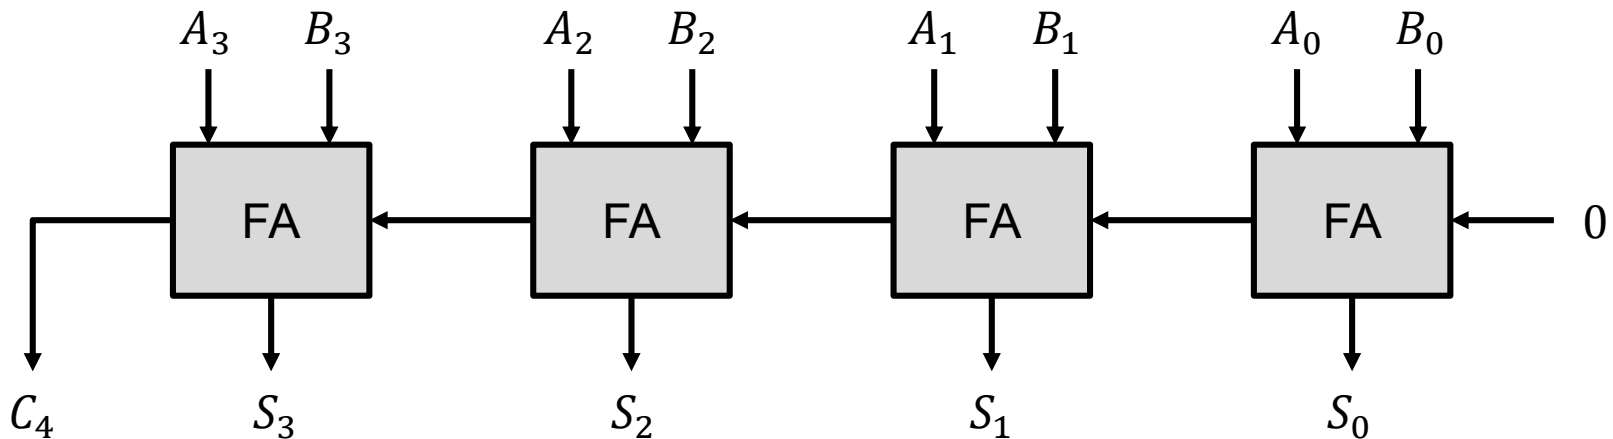 A₃ B₃ A₂ B₂ A₁ B₁ A₀ B₀
FA FA FA FA 0
C₄ S₃ S₂ S₁ S₀